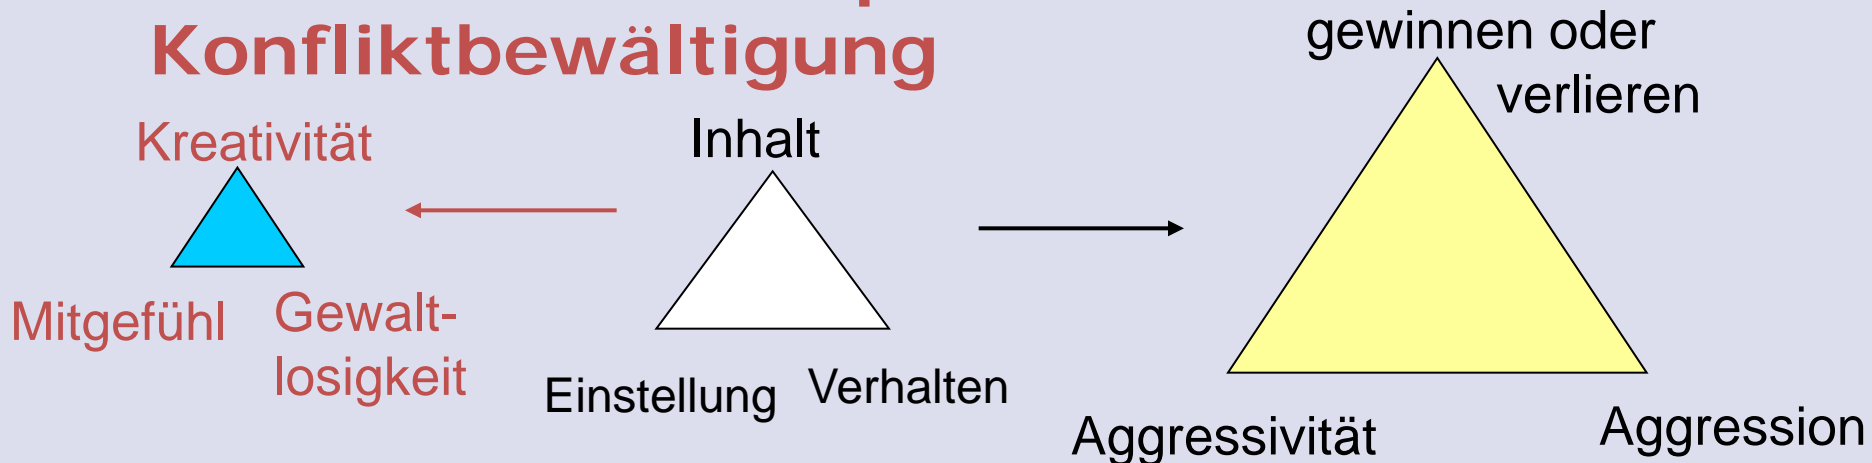 Konfliktbewältigung
gewinnen oder
verlieren
Kreativität
Inhalt
Mitgefühl
Gewalt-
losigkeit
Einstellung
Verhalten
Aggressivität
Aggression